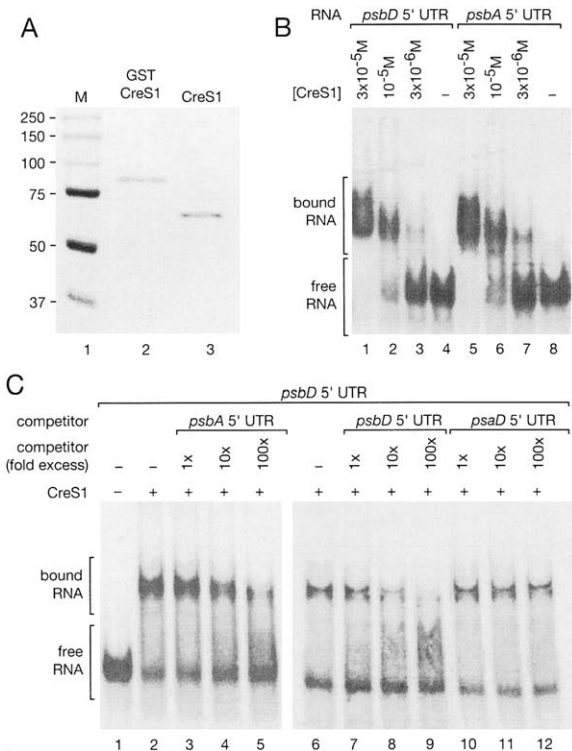 A
M
GST
CreS1
CreS1
250
150
100
75
50
37
1 2 3
B
RNA psbD 5' UTR psbA 5' UTR
[CreS1] 3x10⁻⁵M 10⁻⁵M 3x10⁻⁶M – 3x10⁻⁵M 10⁻⁵M 3x10⁻⁶M –
bound
RNA
free
RNA
1 2 3 4 5 6 7 8
C
psbD 5' UTR
competitor psbA 5' UTR psbD 5' UTR psaD 5' UTR
competitor
(fold excess) – – 1x 10x 100x – 1x 10x 100x 1x 10x 100x
CreS1 – + + + + + + + + + + +
bound
RNA
free
RNA
1 2 3 4 5 6 7 8 9 10 11 12